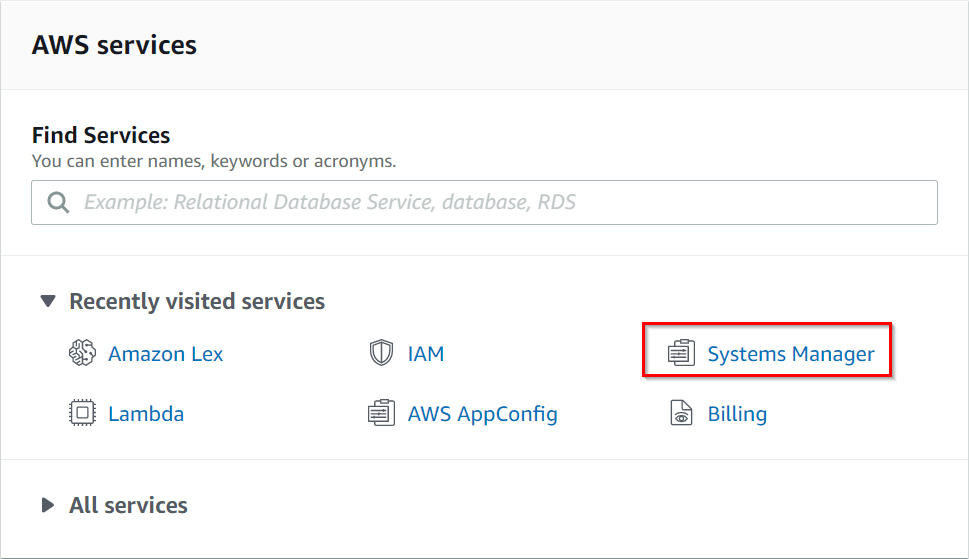 AWS services
Find Services
You can enter names, keywords or acronyms.
Example: Relational Database Service, database, RDS
Recently visited services
Amazon Lex
IAM
Systems Manager
Lambda
AWS AppConfig
Billing
All services